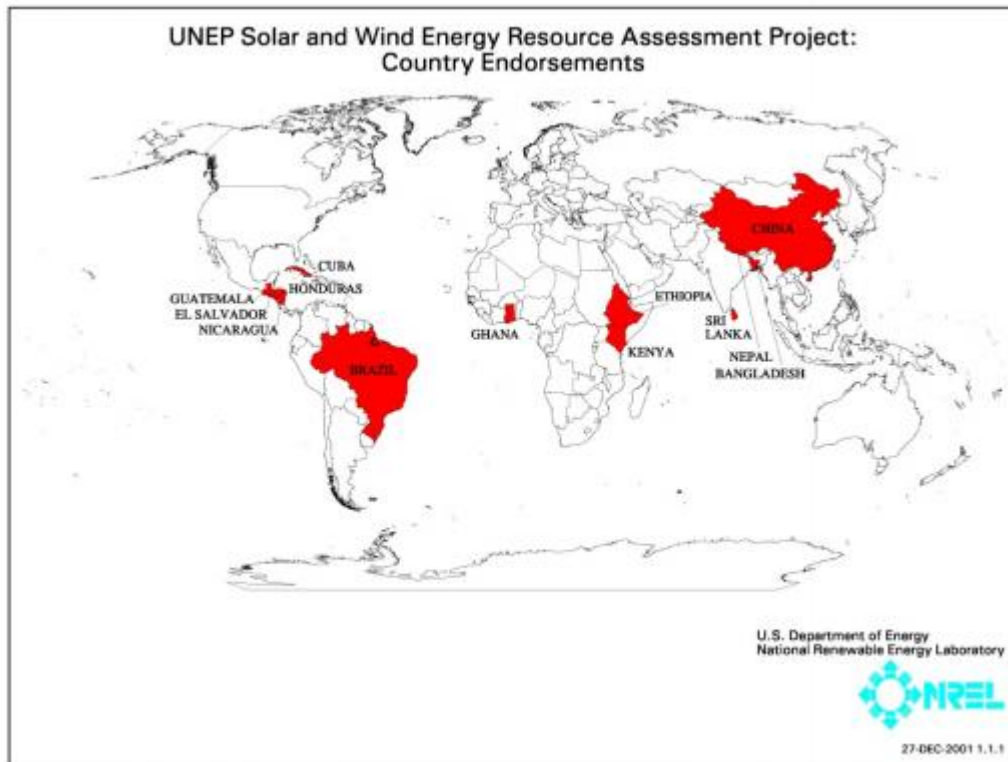 UNEP Solar and Wind Energy Resource Assessment Project:
Country Endorsements
CHINA
CUBA
HONDURAS
GUATEMALA
EL SALVADOR
NICARAGUA
ETHIOPIA
GHANA
SRI
LANKA
KENYA
NEPAL
BANGLADESH
BRAZIL
U.S. Department of Energy
National Renewable Energy Laboratory
NREL
27-DEC-2001 1.1.1